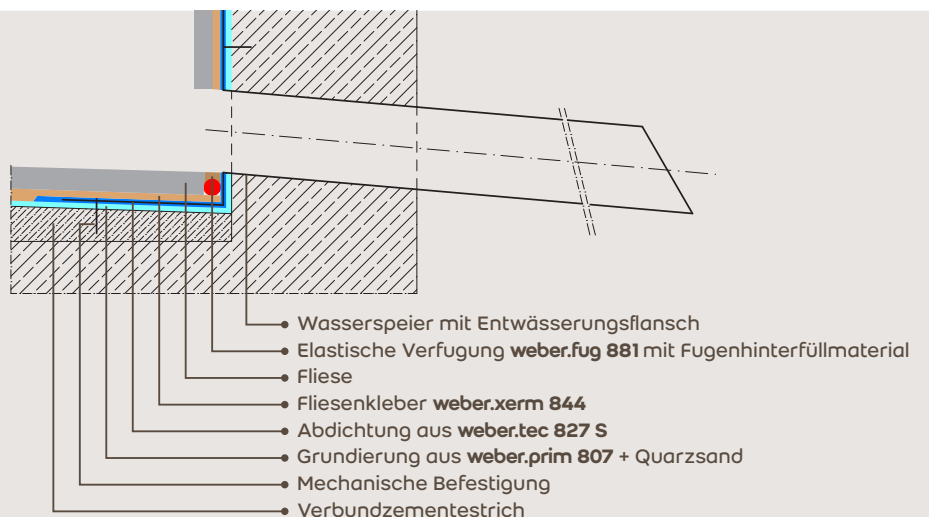 Wasserspeier mit Entwässerungsflansch
Elastische Verfugung weber.fug 881 mit Fugenhinterfüllmaterial
Fliese
Fliesenkleber weber.xerm 844
Abdichtung aus weber.tec 827 S
Grundierung aus weber.prim 807 + Quarzsand
Mechanische Befestigung
Verbundzementestrich